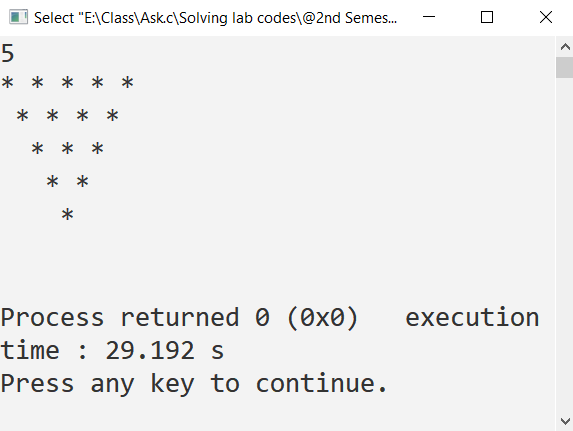 Select "E:\Class\Ask.c\Solving lab codes\@2nd Semes...
5
* * * * *
 * * * *
  * * *
   * *
    *
Process returned 0 (0x0)   execution
time : 29.192 s
Press any key to continue.